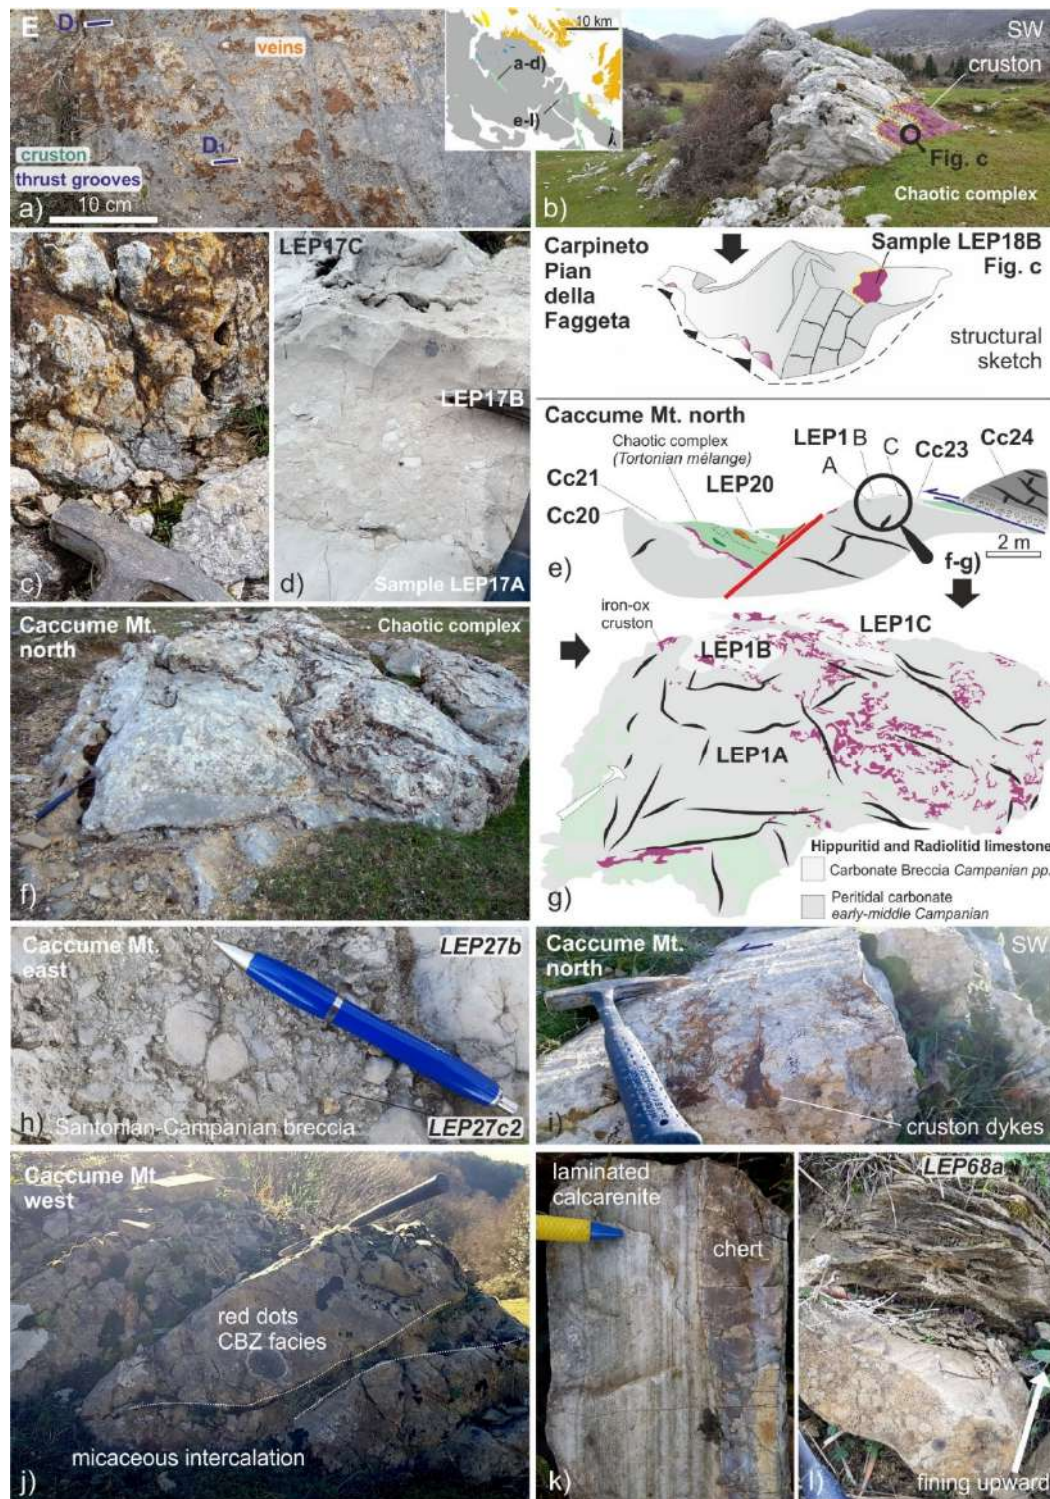 E
D
veins
D1
cruston
thrust grooves
10 cm
a)
10 km
a-d)
e-l)
SW
cruston
Fig. c
Chaotic complex
b)
Carpineto
Pian
della
Faggeta
Sample LEP18B
Fig. c
structural
sketch
c)
LEP17C
LEP17B
Sample LEP17A
d)
Caccume Mt. north
Chaotic complex
(Tortonian mélange)
LEP1
B
A
C
Cc23
Cc24
Cc21
LEP20
Cc20
2 m
e)
f-g)
Caccume Mt.
north
Chaotic complex
f)
iron-ox
cruston
LEP1C
LEP1B
LEP1A
Hippuritid and Radiolitid limestone
Carbonate Breccia Campanian pp.
Peritidal carbonate
early-middle Campanian
g)
Caccume Mt.
east
LEP27b
h)
Santonian-Campanian breccia
LEP27c2
Caccume Mt.
north
SW
i)
cruston dykes
Caccume Mt.
west
red dots
CBZ facies
micaceous intercalation
j)
laminated
calcarenite
chert
k)
LEP68a
l)
fining upward